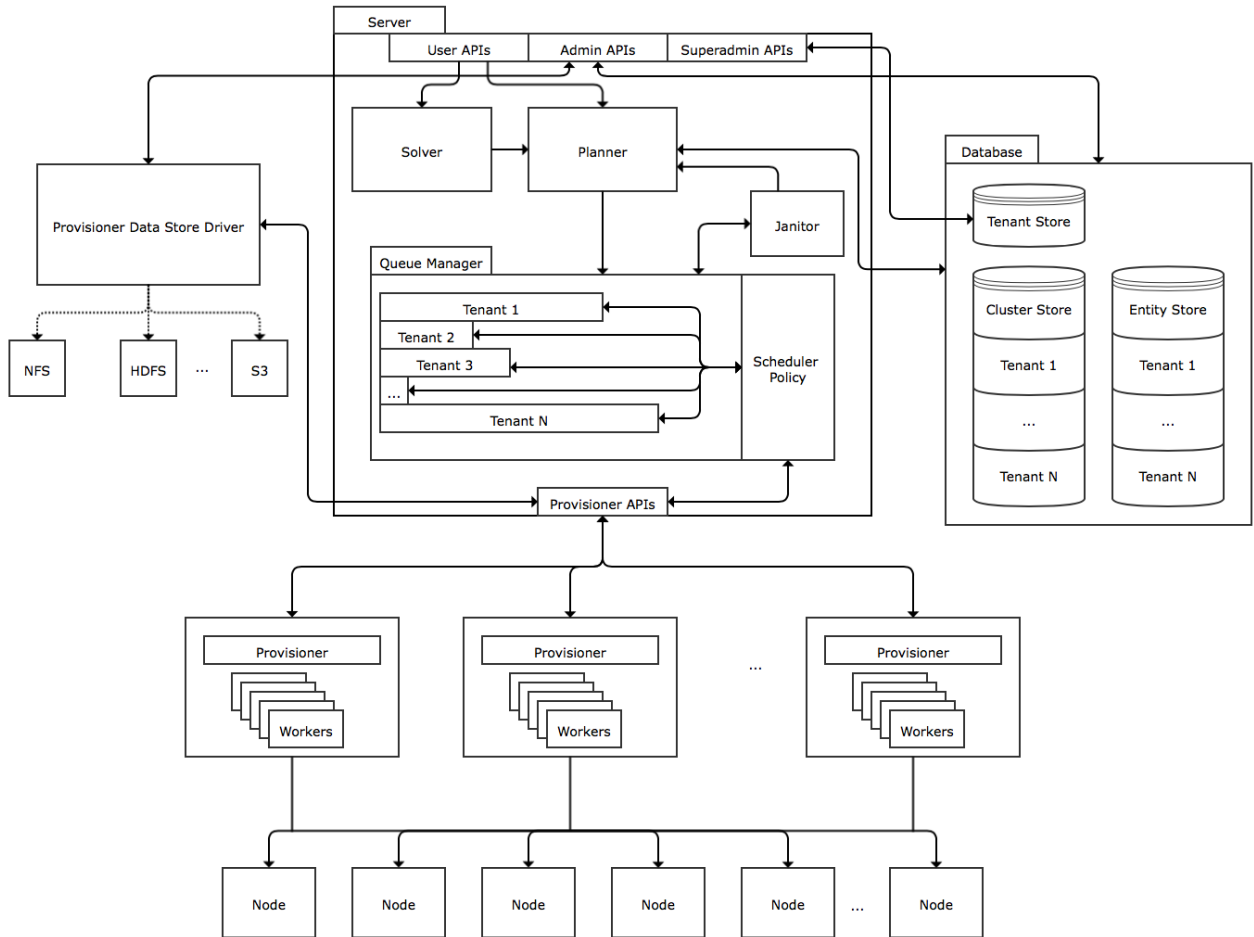 Server
User APIs
Admin APIs
Superadmin APIs
Solver
Planner
Database
Janitor
Tenant Store
Provisioner Data Store Driver
Queue Manager
Tenant 1
Tenant 2
Tenant 3
...
Tenant N
Scheduler
Policy
Cluster Store
Tenant 1
...
Tenant N
Entity Store
Tenant 1
...
Tenant N
NFS
HDFS
...
S3
Provisioner APIs
Provisioner
Workers
Provisioner
Workers
...
Provisioner
Workers
Node
Node
Node
Node
Node
...
Node